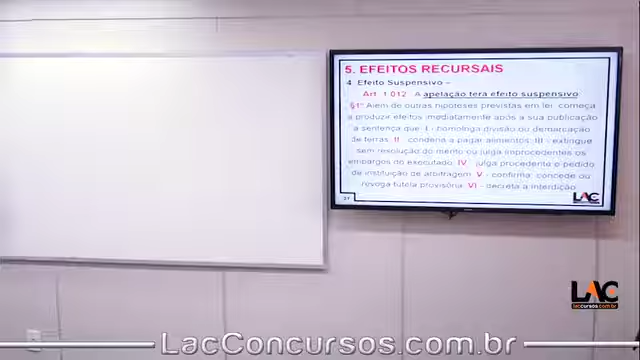 5. EFEITOS RECURSAIS
4 Efeito Suspensivo –
Art. 1.012. A apelação terá efeito suspensivo
§1º Além de outras hipóteses previstas em lei, começa
a produzir efeitos imediatamente após a sua publicação
a sentença que: I - homologa divisão ou demarcação
de terras; II - condena a pagar alimentos; III - extingue
sem resolução do mérito ou julga improcedentes os
embargos do executado; IV - julga procedente o pedido
de instituição de arbitragem; V - confirma, concede ou
revoga tutela provisória; VI - decreta a interdição.
LAC
LAC
lacconcursos.com.br
LacConcursos.com.br